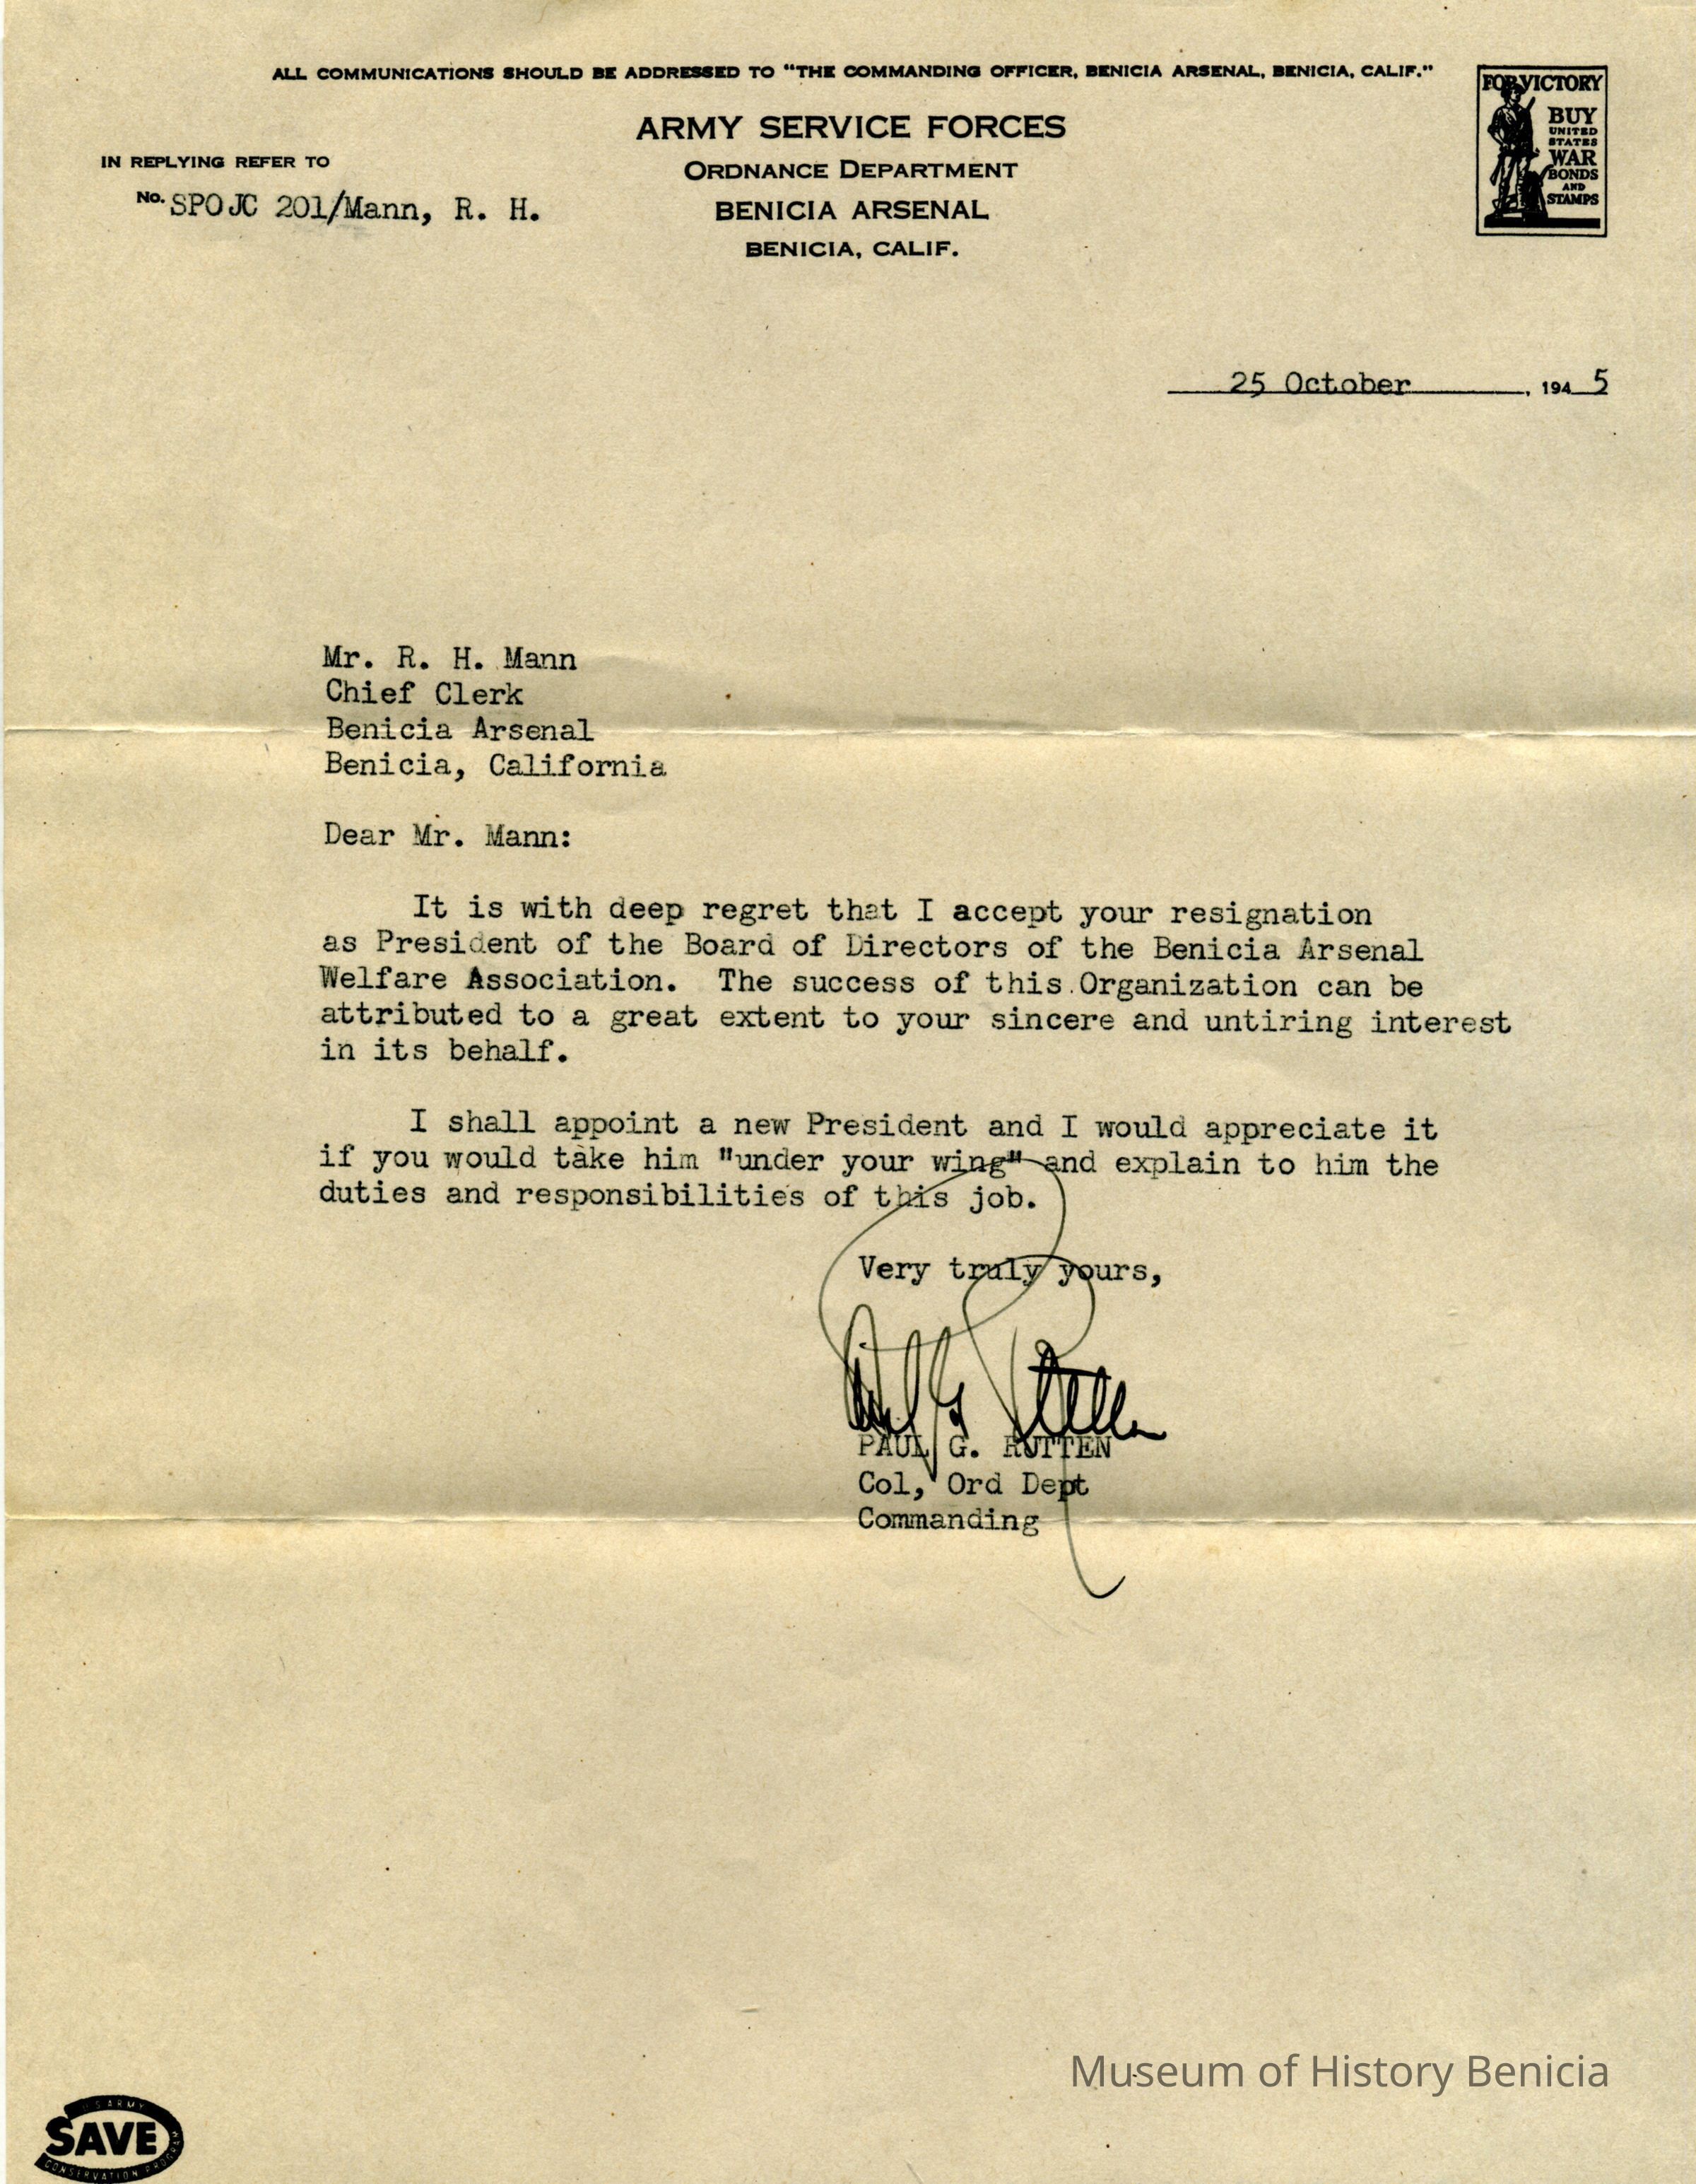 ALL COMMUNICATIONS SHOULD BE ADDRESSED TO "THE COMMANDING OFFICER, BENICIA ARSENAL, BENICIA, CALIF."
FOR VICTORY
BUY
UNITED
STATES
WAR
BONDS
AND
STAMPS
ARMY SERVICE FORCES
ORDNANCE DEPARTMENT
BENICIA ARSENAL
BENICIA, CALIF.
IN REPLYING REFER TO
No. SPOJC 201/Mann, R. H.
25 October, 1945
Mr. R. H. Mann
Chief Clerk
Benicia Arsenal
Benicia, California
Dear Mr. Mann:
It is with deep regret that I accept your resignation
as President of the Board of Directors of the Benicia Arsenal
Welfare Association. The success of this Organization can be
attributed to a great extent to your sincere and untiring interest
in its behalf.
I shall appoint a new President and I would appreciate it
if you would take him "under your wing" and explain to him the
duties and responsibilities of this job.
Very truly yours,
PAUL G. RUTTEN
Col, Ord Dept
Commanding
Museum of History Benicia
U S ARMY
SAVE
CONSERVATION PROGRAM